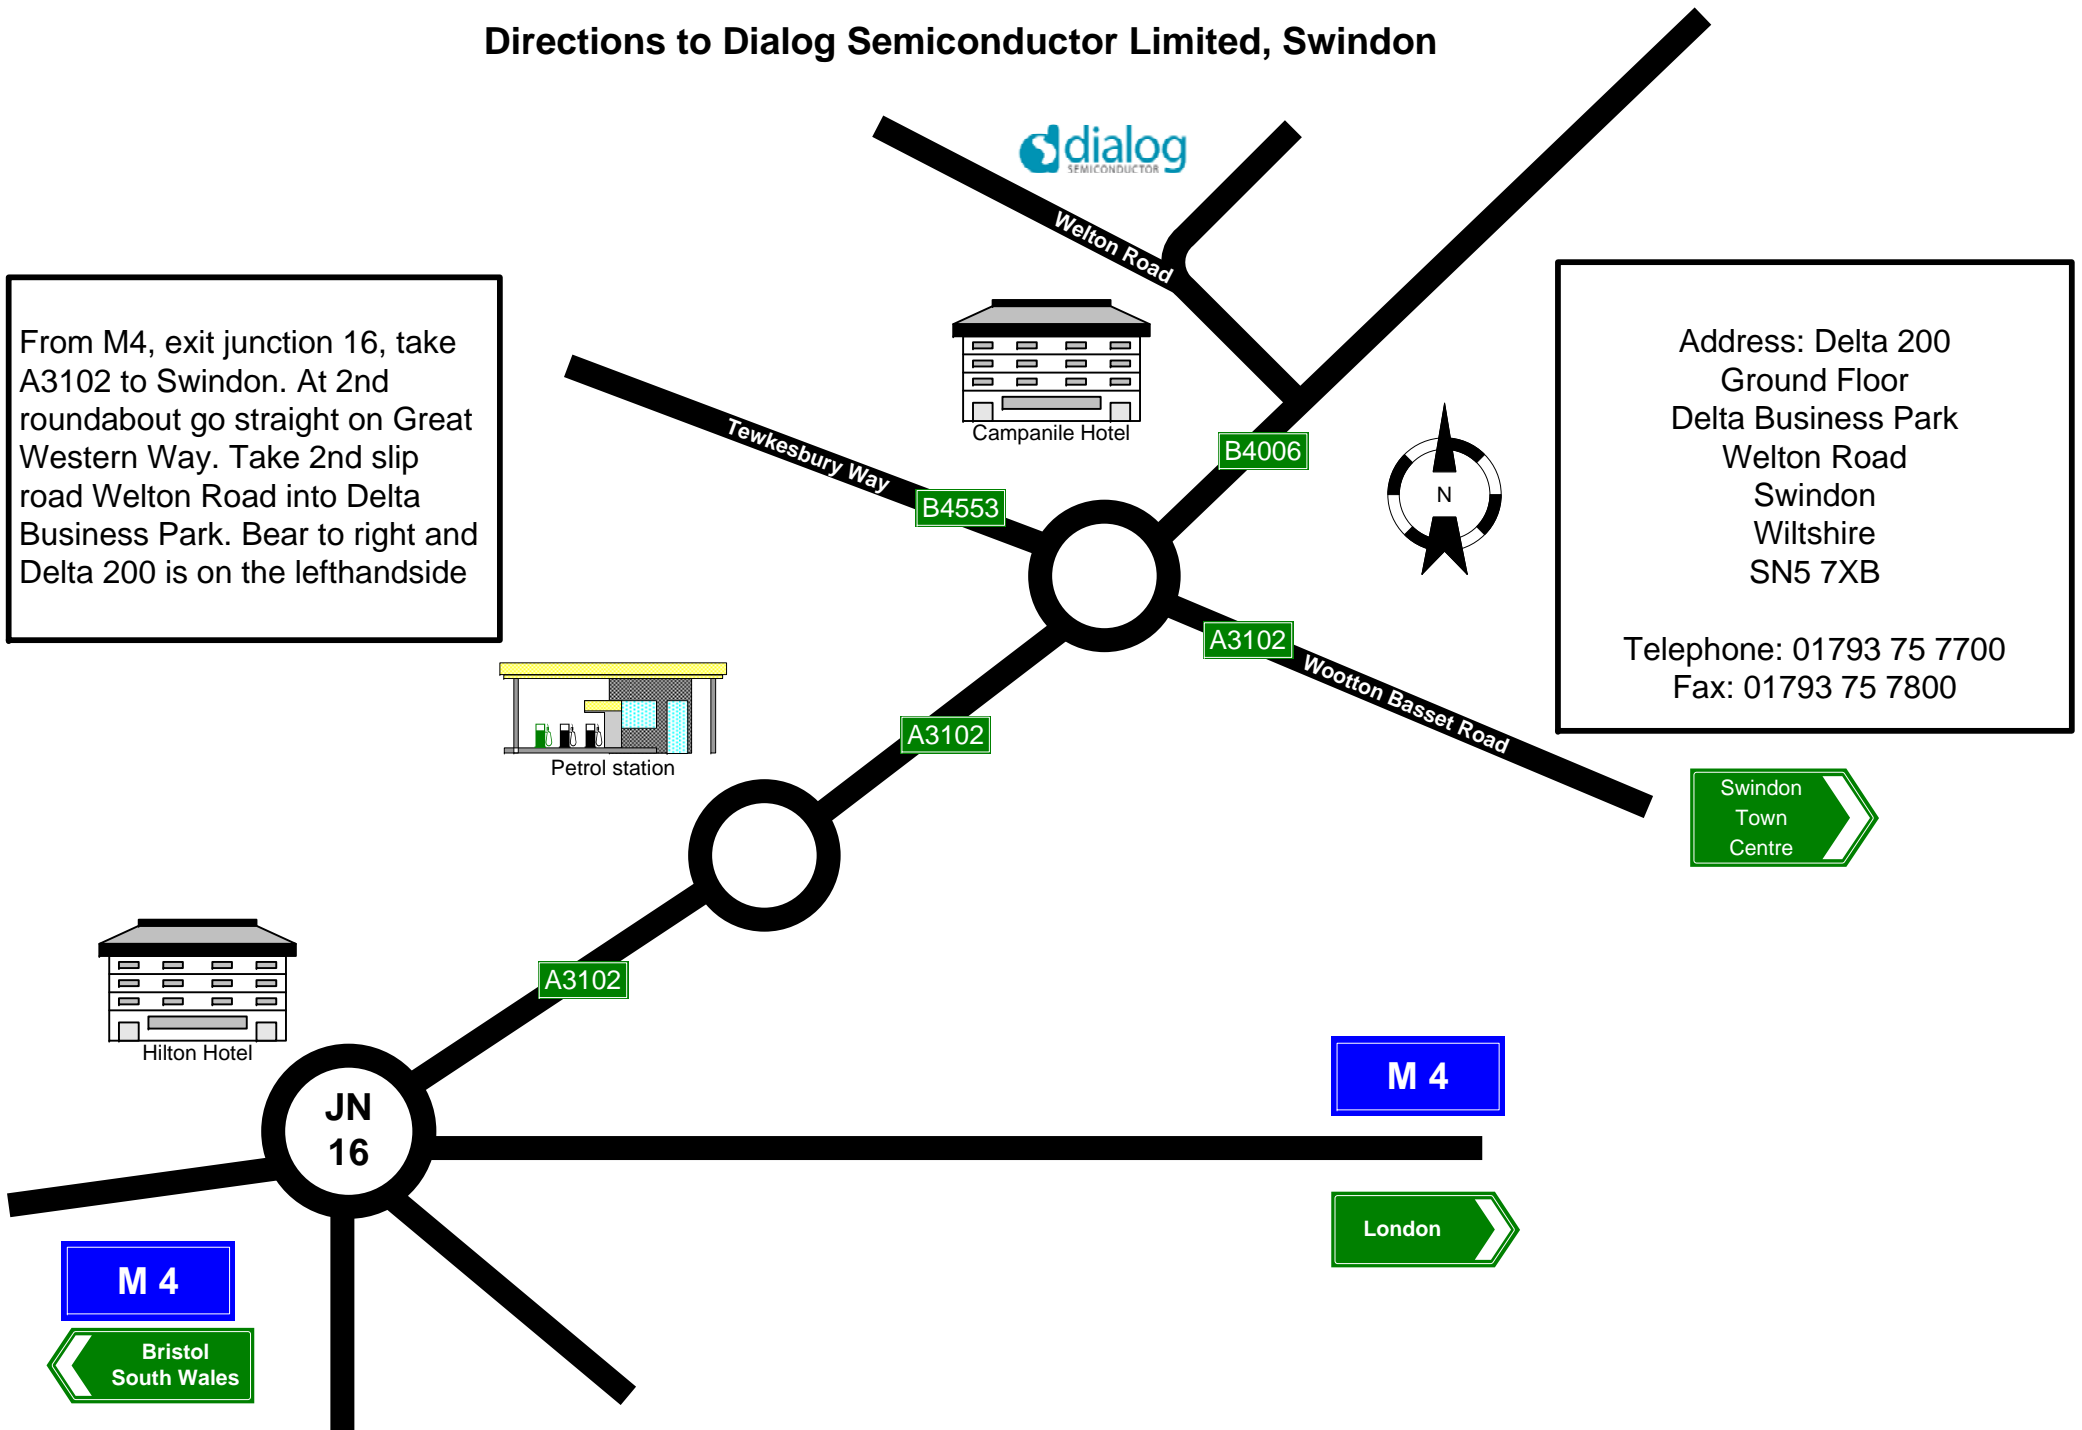 Directions to Dialog Semiconductor Limited, Swindon
dialog
SEMICONDUCTOR
Welton Road
From M4, exit junction 16, take
A3102 to Swindon. At 2nd
roundabout go straight on Great
Western Way. Take 2nd slip
road Welton Road into Delta
Business Park. Bear to right and
Delta 200 is on the lefthandside
Address: Delta 200
Ground Floor
Delta Business Park
Welton Road
Swindon
Wiltshire
SN5 7XB
Telephone: 01793 75 7700
Fax: 01793 75 7800
Campanile Hotel
Tewkesbury Way
B4006
B4553
N
A3102
Wootton Basset Road
A3102
Petrol station
Swindon
Town
Centre
A3102
Hilton Hotel
JN
16
M 4
London
M 4
Bristol
South Wales